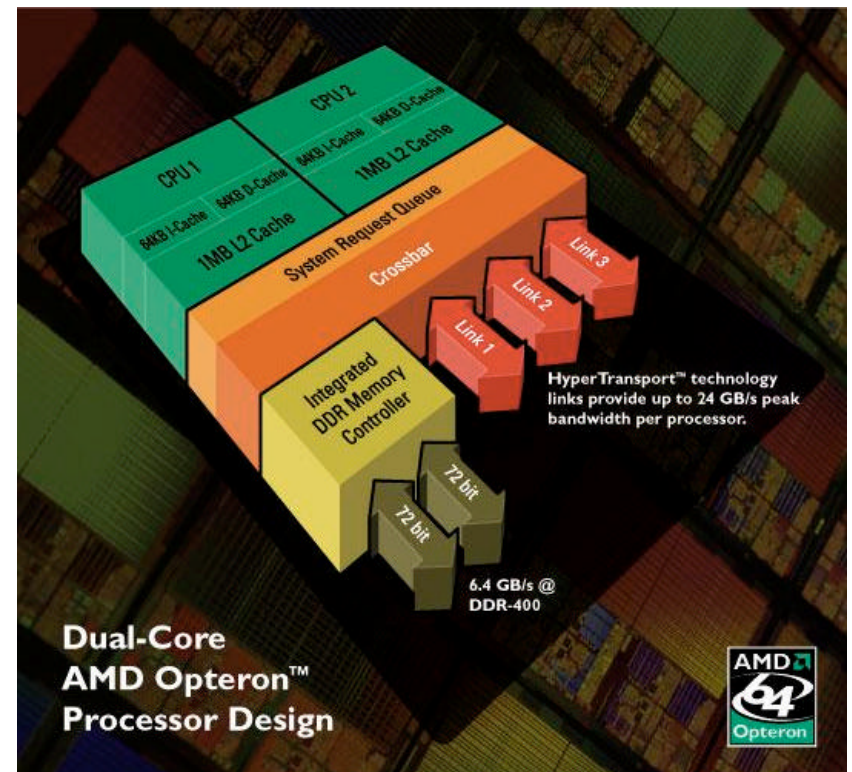 CPU 1
64KB I-Cache
64KB D-Cache
1MB L2 Cache
CPU 2
64KB I-Cache
64KB D-Cache
1MB L2 Cache
System Request Queue
Crossbar
Link 1
Link 2
Link 3
HyperTransport™ technology
links provide up to 24 GB/s peak
bandwidth per processor.
Integrated
DDR Memory
Controller
72 bit
72 bit
6.4 GB/s @
DDR-400
Dual-Core
AMD Opteron™
Processor Design
AMD
64
Opteron